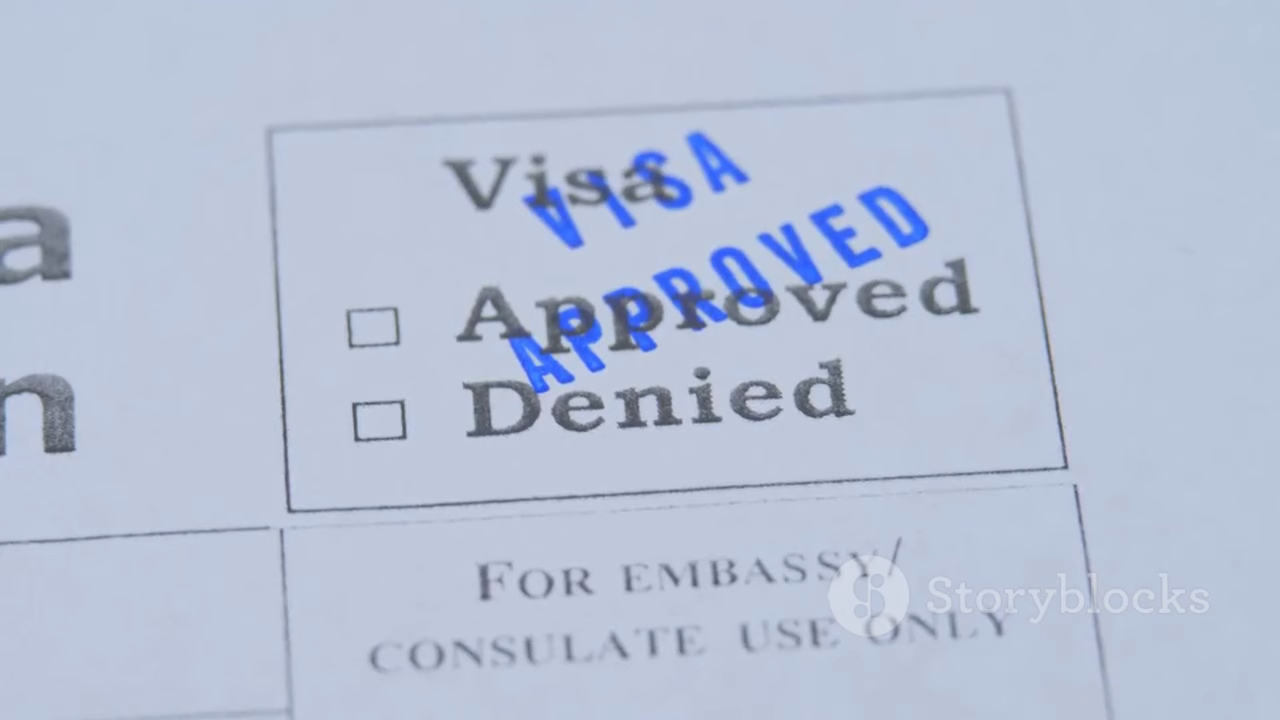 a
n
Visa
VISA
APPROVED
☐ Approved
☐ Denied
FOR EMBASSY/
CONSULATE USE ONLY
Storyblocks